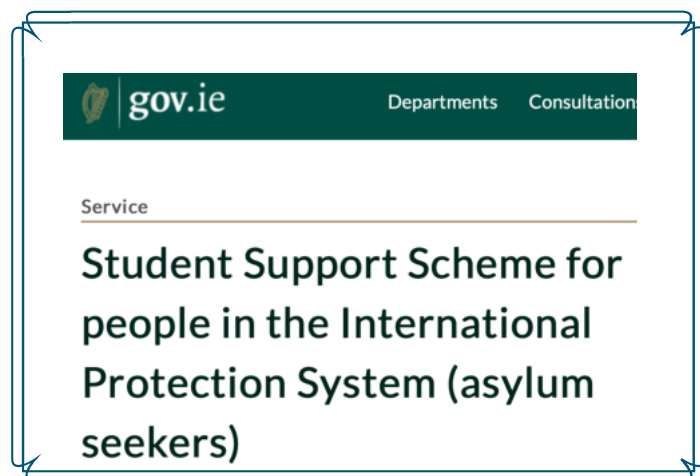 gov.ie Departments Consultations
Service
Student Support Scheme for
people in the International
Protection System (asylum
seekers)